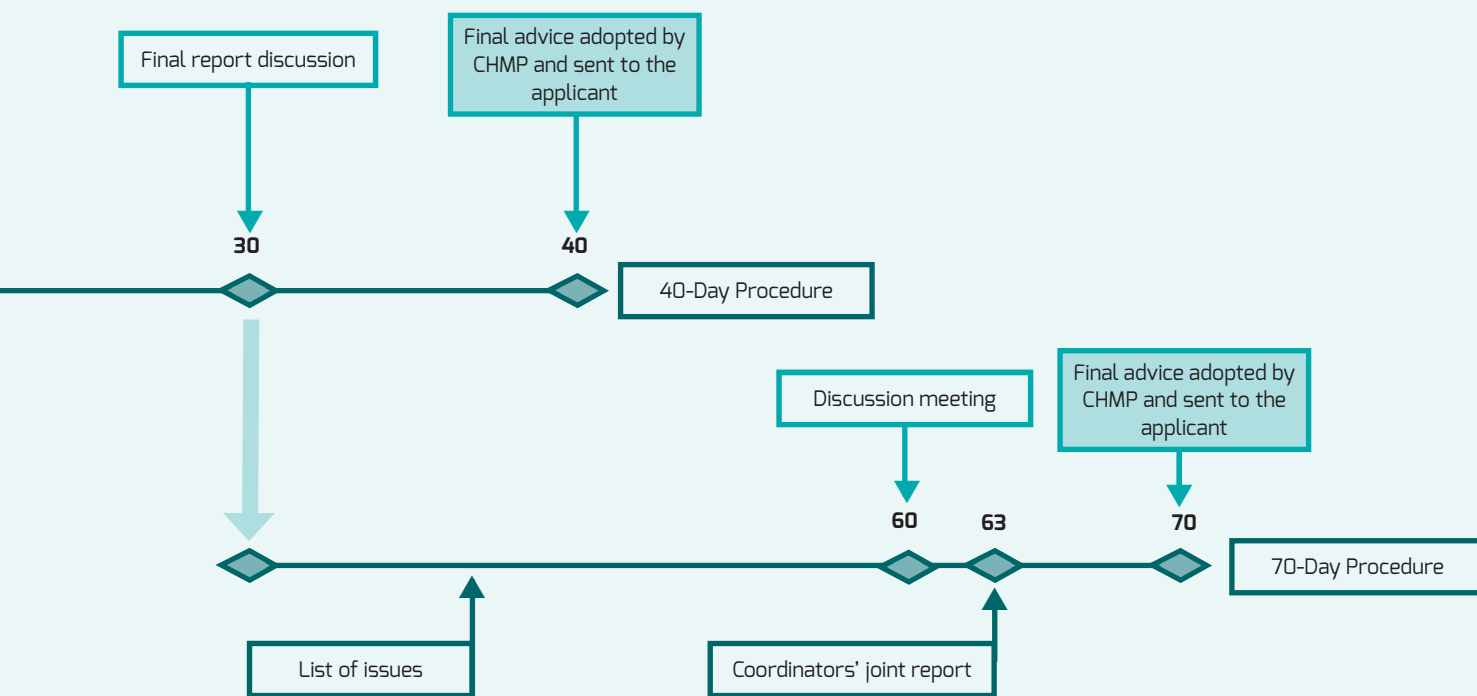 Final report discussion
Final advice adopted by
CHMP and sent to the
applicant
30
40
40-Day Procedure
Discussion meeting
Final advice adopted by
CHMP and sent to the
applicant
60
63
70
70-Day Procedure
List of issues
Coordinators' joint report